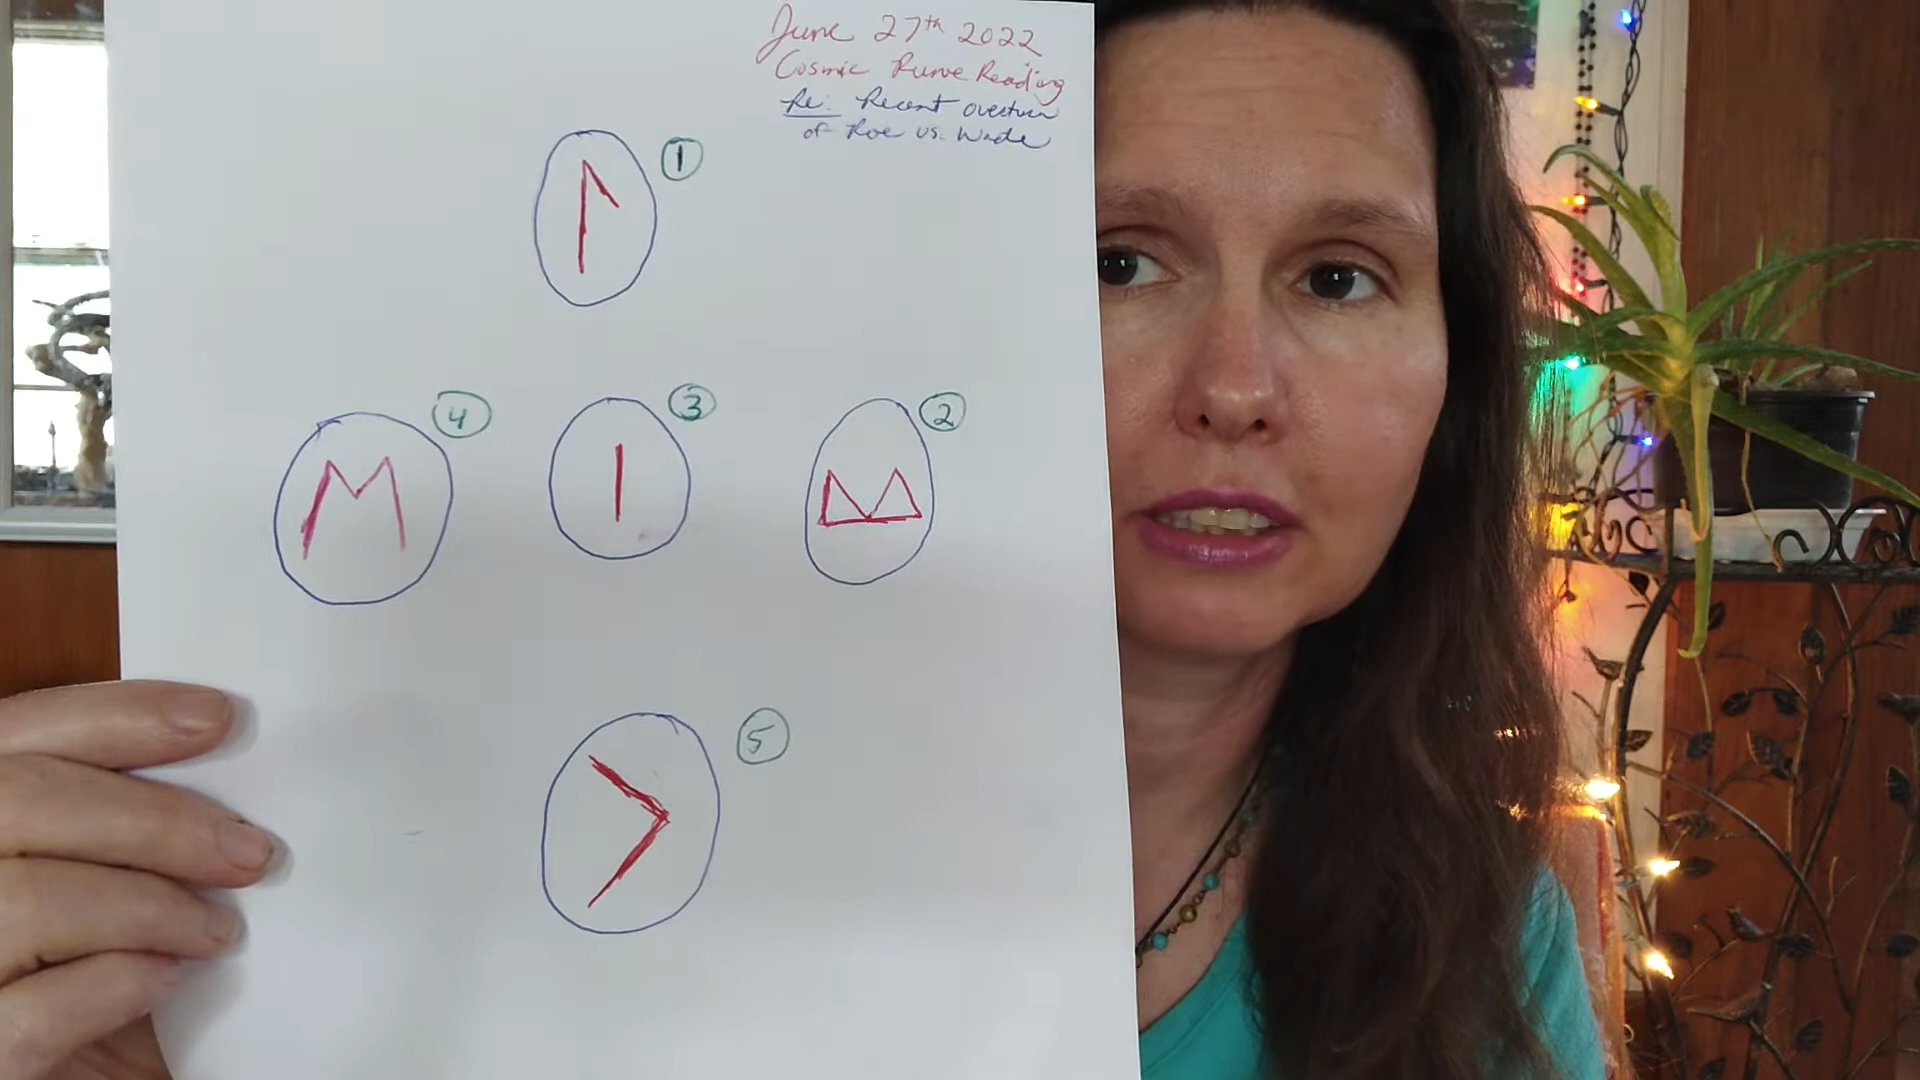 June 27th 2022
Cosmic Rune Reading
Re: Recent overturn
of Roe vs. Wade
1
4
3
2
5